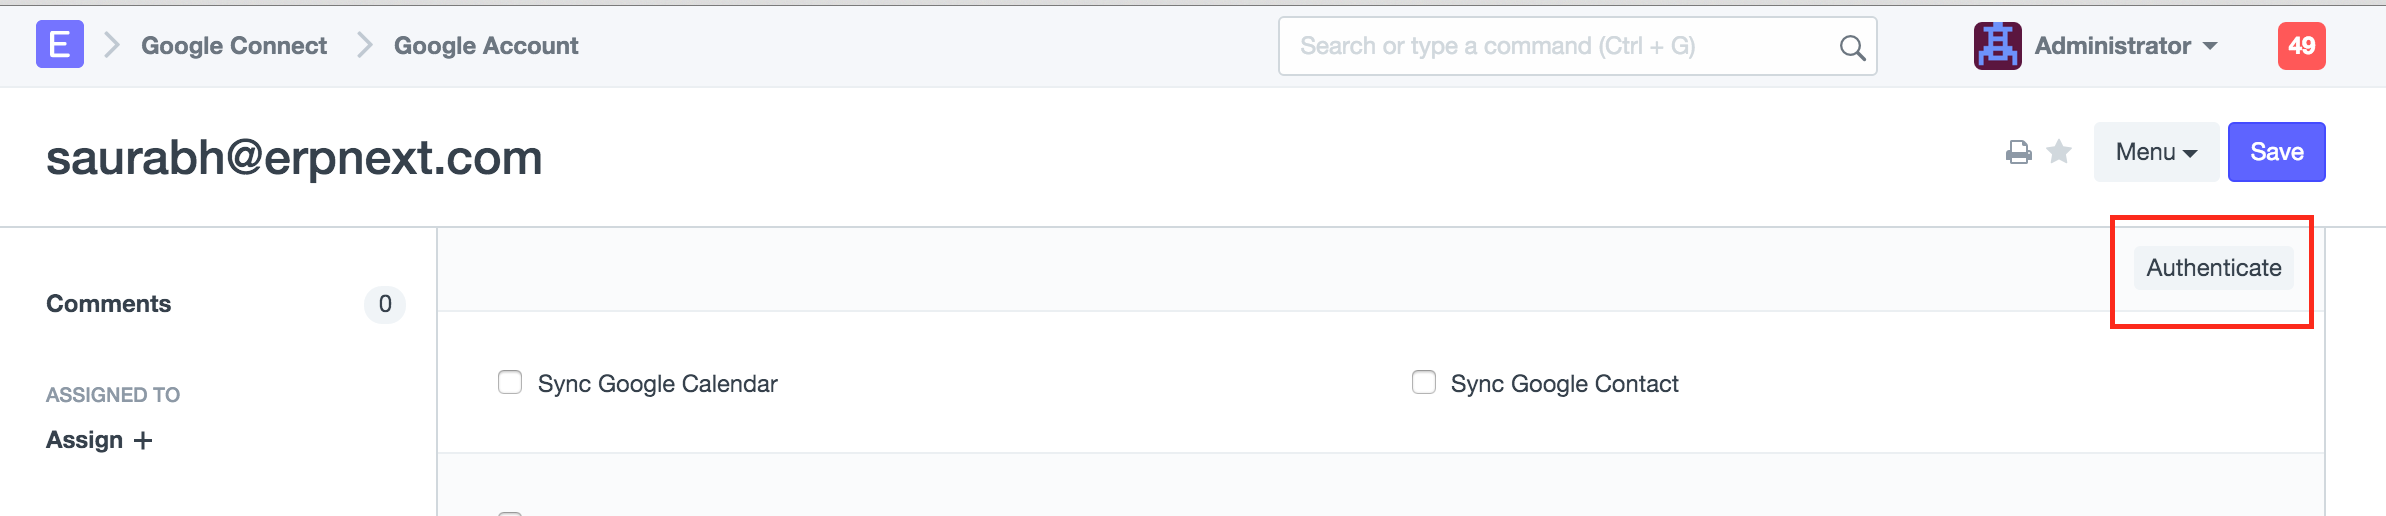 E Google Connect Google Account Search or type a command (Ctrl + G) Administrator 49
saurabh@erpnext.com Menu Save
Authenticate
Comments 0
Sync Google Calendar Sync Google Contact
ASSIGNED TO
Assign +